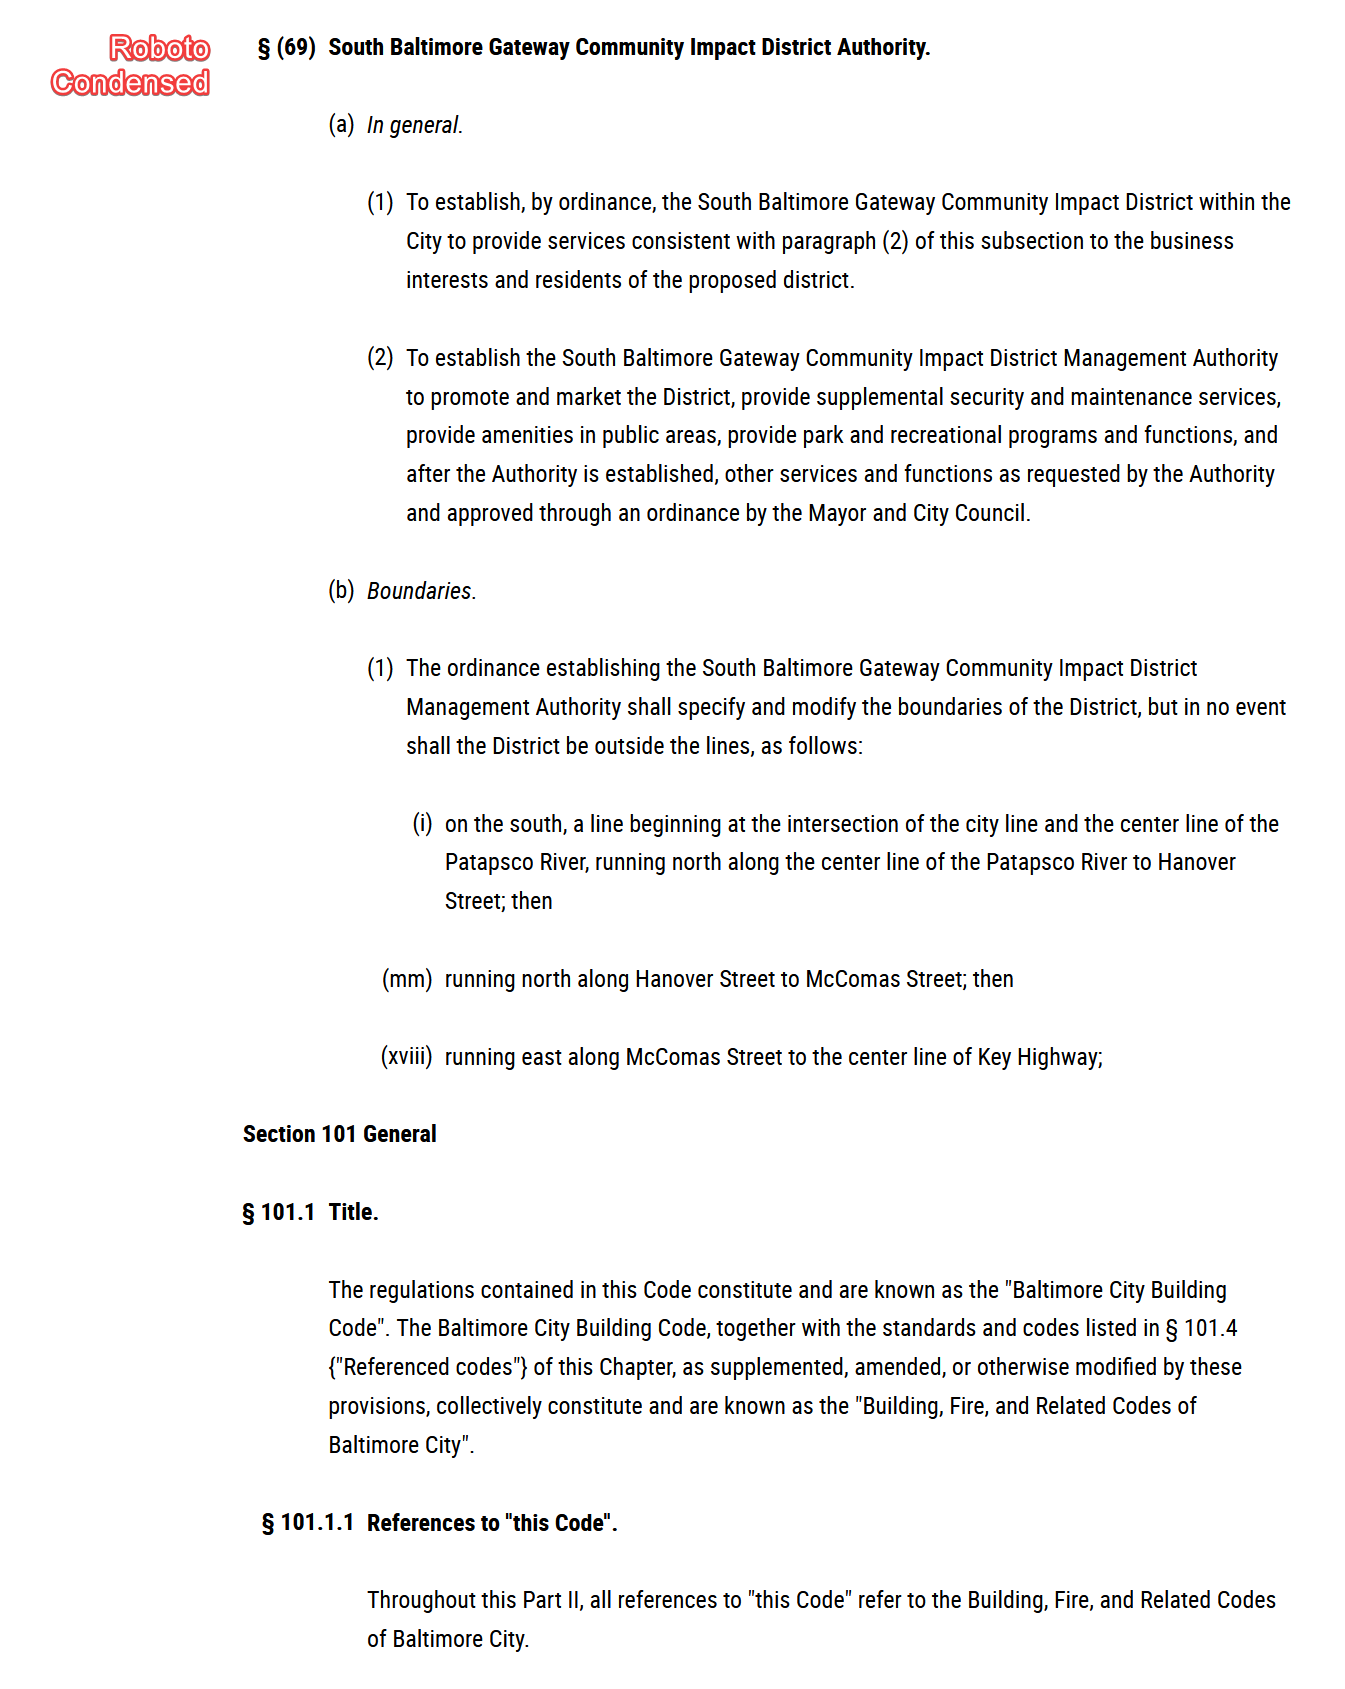 Roboto
Condensed
§ (69) South Baltimore Gateway Community Impact District Authority.
(a) In general.
(1) To establish, by ordinance, the South Baltimore Gateway Community Impact District within the
City to provide services consistent with paragraph (2) of this subsection to the business
interests and residents of the proposed district.
(2) To establish the South Baltimore Gateway Community Impact District Management Authority
to promote and market the District, provide supplemental security and maintenance services,
provide amenities in public areas, provide park and recreational programs and functions, and
after the Authority is established, other services and functions as requested by the Authority
and approved through an ordinance by the Mayor and City Council.
(b) Boundaries.
(1) The ordinance establishing the South Baltimore Gateway Community Impact District
Management Authority shall specify and modify the boundaries of the District, but in no event
shall the District be outside the lines, as follows:
(i) on the south, a line beginning at the intersection of the city line and the center line of the
Patapsco River, running north along the center line of the Patapsco River to Hanover
Street; then
(mm) running north along Hanover Street to McComas Street; then
(xviii) running east along McComas Street to the center line of Key Highway;
Section 101 General
§ 101.1 Title.
The regulations contained in this Code constitute and are known as the "Baltimore City Building
Code". The Baltimore City Building Code, together with the standards and codes listed in § 101.4
{"Referenced codes"} of this Chapter, as supplemented, amended, or otherwise modified by these
provisions, collectively constitute and are known as the "Building, Fire, and Related Codes of
Baltimore City".
§ 101.1.1 References to "this Code".
Throughout this Part II, all references to "this Code" refer to the Building, Fire, and Related Codes
of Baltimore City.